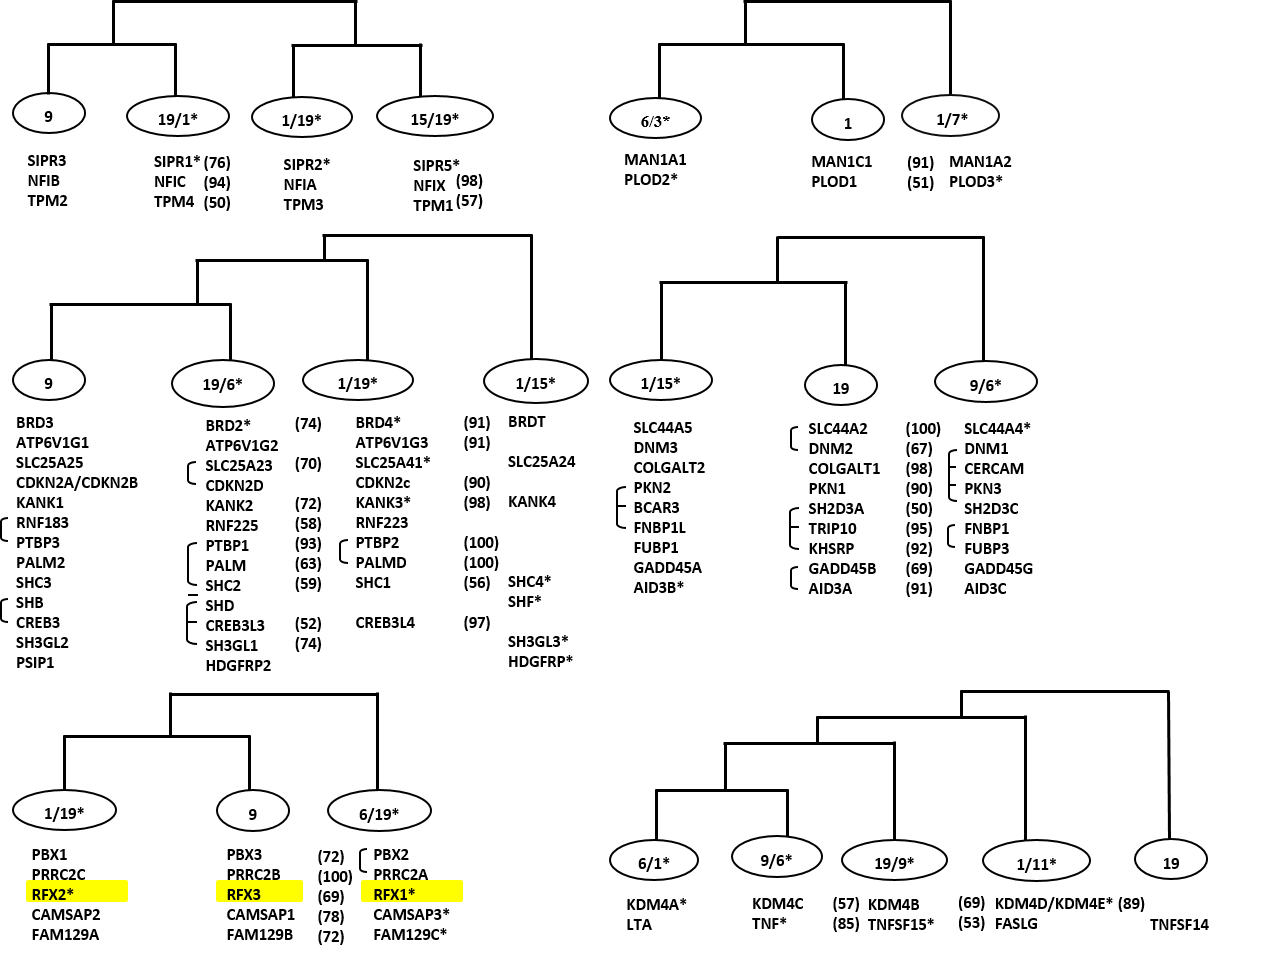 9 19/1* 1/19* 15/19* 6/3* 1 1/7*
SIPR3 SIPR1* (76) SIPR2* SIPR5* MAN1A1 MAN1C1 (91) MAN1A2
NFIB NFIC (94) NFIA NFIX (98) PLOD2* PLOD1 (51) PLOD3*
TPM2 TPM4 (50) TPM3 TPM1 (57)
9 19/6* 1/19* 1/15* 1/15* 19 9/6*
BRD3 BRD2* (74) BRD4* (91) BRDT SLC44A5 SLC44A2 (100) SLC44A4*
ATP6V1G1 ATP6V1G2 ATP6V1G3 (91) DNM3 DNM2 (67) DNM1
SLC25A25 SLC25A23 (70) SLC25A41* SLC25A24 COLGALT2 COLGALT1 (98) CERCAM
CDKN2A/CDKN2B CDKN2D CDKN2c (90) PKN2 PKN1 (90) PKN3
KANK1 KANK2 (72) KANK3* (98) KANK4 BCAR3 SH2D3A (50) SH2D3C
RNF183 RNF225 (58) RNF223 FNBP1L TRIP10 (95) FNBP1
PTBP3 PTBP1 (93) PTBP2 (100) FUBP1 KHSRP (92) FUBP3
PALM2 PALM (63) PALMD (100) GADD45A GADD45B (69) GADD45G
SHC3 SHC2 (59) SHC1 (56) SHC4* AID3B* AID3A (91) AID3C
SHB SHD SHF*
CREB3 CREB3L3 (52) CREB3L4 (97)
SH3GL2 SH3GL1 (74) SH3GL3*
PSIP1 HDGFRP2 HDGFRP*
1/19* 9 6/19* 6/1* 9/6* 19/9* 1/11* 19
PBX1 PBX3 (72) PBX2
PRRC2C PRRC2B (100) PRRC2A
RFX2* RFX3 (69) RFX1* KDM4A* KDM4C (57) KDM4B (69) KDM4D/KDM4E* (89)
CAMSAP2 CAMSAP1 (78) CAMSAP3* LTA TNF* (85) TNFSF15* (53) FASLG TNFSF14
FAM129A FAM129B (72) FAM129C*